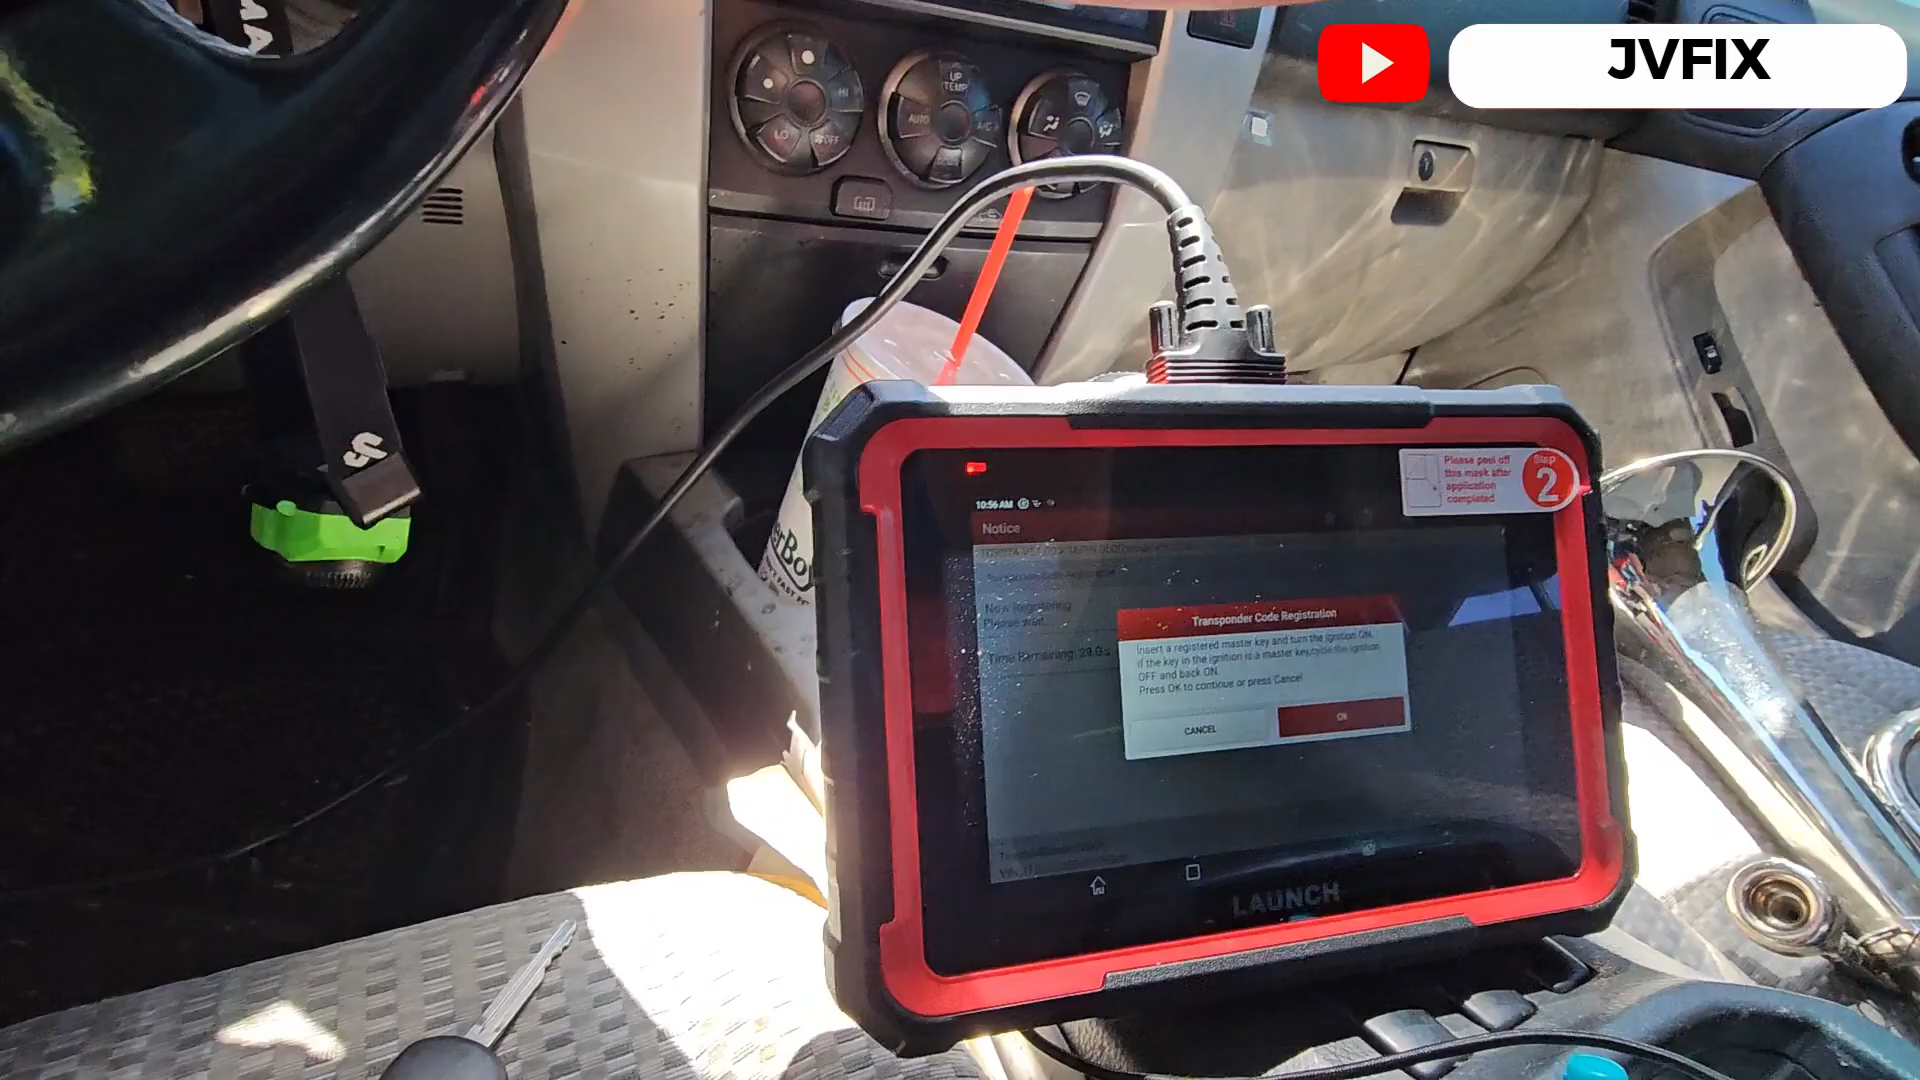 JVFIX
HI
LO
OFF
UP
TEMP
AUTO
A/C
Please peel off
this mask after
application
completed
Step
2
10:56 AM
Notice
Now Registering
Please wait...
Time Remaining: 29.0s
Transponder Code Registration
Insert a registered master key and turn the ignition ON.
If the key in the ignition is a master key,cycle the ignition
OFF and back ON.
Press OK to continue or press Cancel
CANCEL
OK
LAUNCH